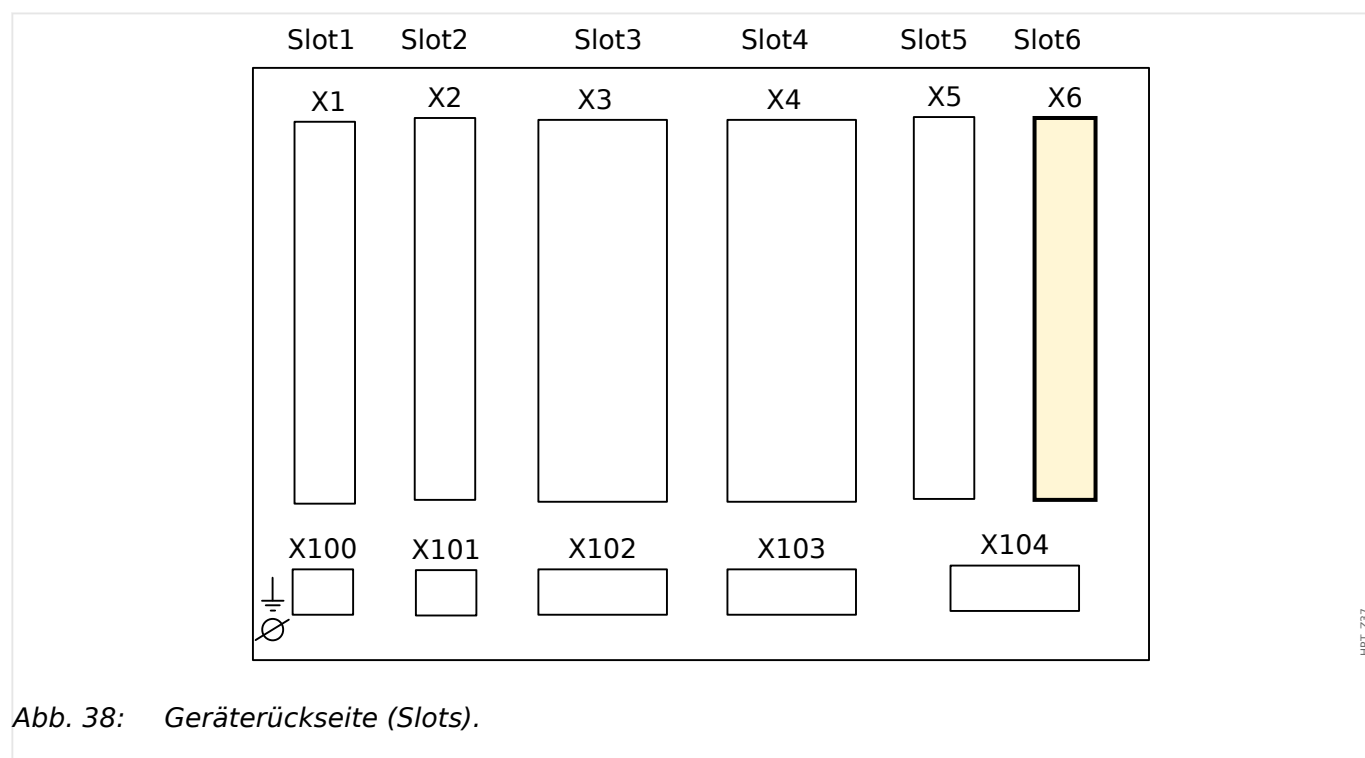 Slot1 Slot2 Slot3 Slot4 Slot5 Slot6
X1 X2 X3 X4 X5 X6
X100 X101 X102 X103 X104
Abb. 38: Geräterückseite (Slots).